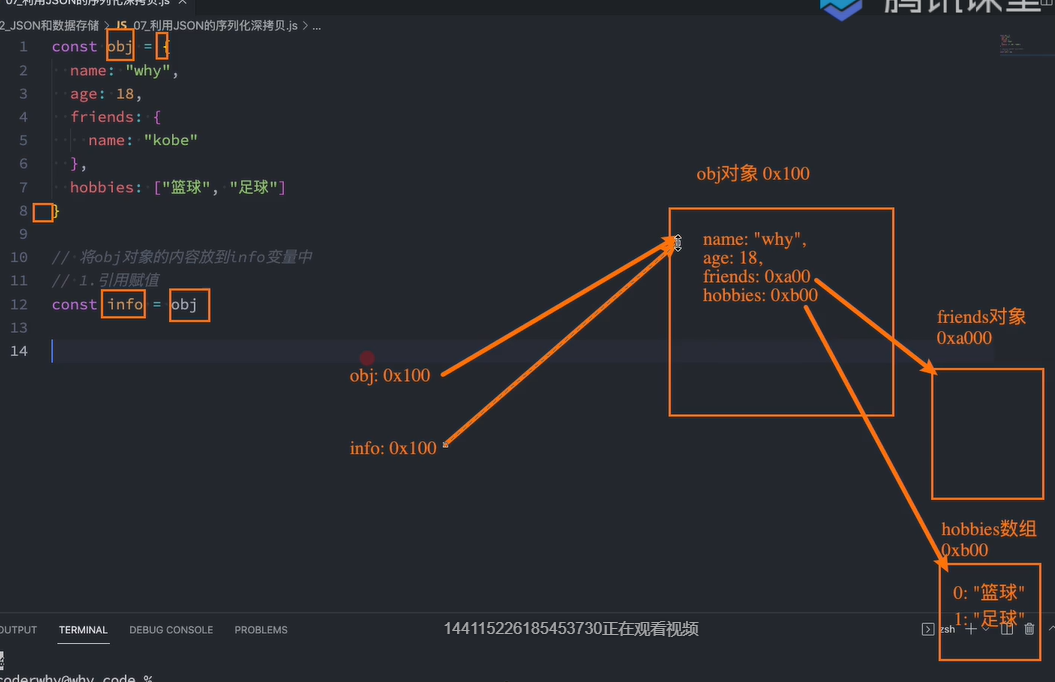 07_利用JSON的序列化深拷贝.js
腾讯课堂
2_JSON和数据存储 > JS 07_利用JSON的序列化深拷贝.js > ...
1 const obj = {
2 name: "why",
3 age: 18,
4 friends: {
5 name: "kobe"
6 },
7 hobbies: ["篮球", "足球"]
8 }
9
10 // 将obj对象的内容放到info变量中
11 // 1.引用赋值
12 const info = obj
13
14
obj对象 0x100
name: "why",
age: 18,
friends: 0xa00
hobbies: 0xb00
friends对象
0xa000
obj: 0x100
info: 0x100
hobbies数组
0xb00
0: "篮球"
1: "足球"
OUTPUT TERMINAL DEBUG CONSOLE PROBLEMS
144115226185453730正在观看视频
zsh
coderwhy@why code %